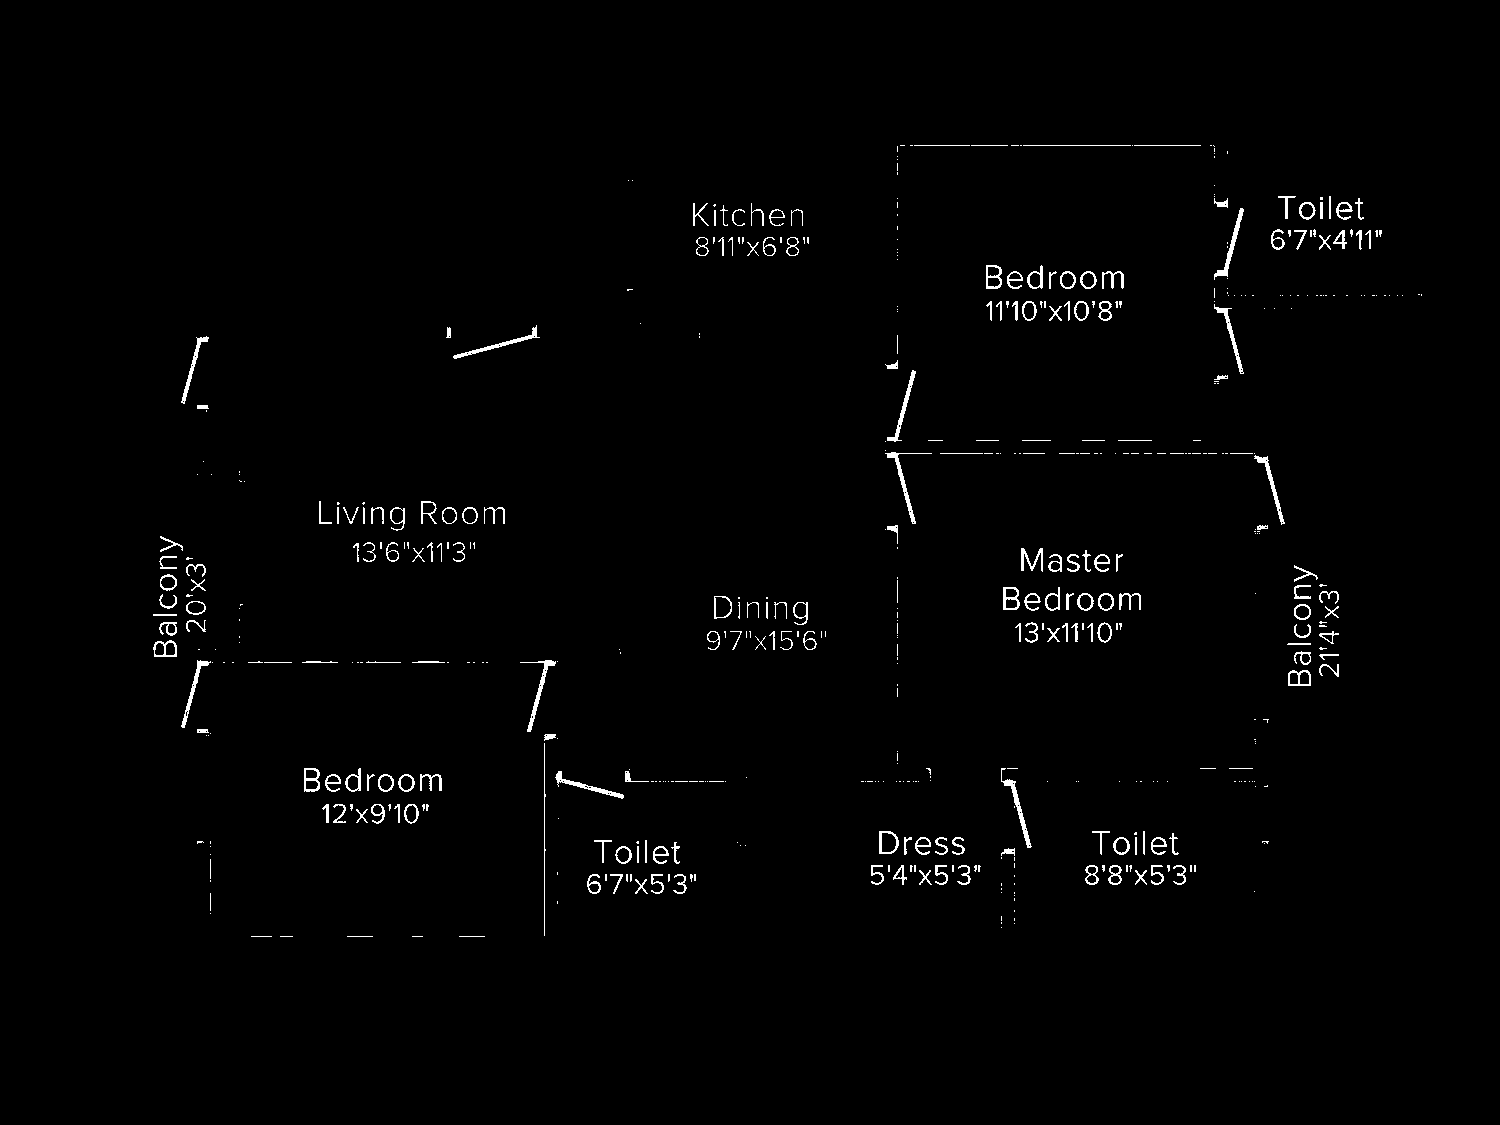 Kitchen
8'11"x6'8"
Toilet
6'7"x4'11"
Bedroom
11'10"x10'8"
Living Room
13'6"x11'3"
Balcony
20'x3'
Dining
9'7"x15'6"
Master
Bedroom
13'x11'10"
Balcony
21'4"x3'
Bedroom
12'x9'10"
Toilet
6'7"x5'3"
Dress
5'4"x5'3"
Toilet
8'8"x5'3"